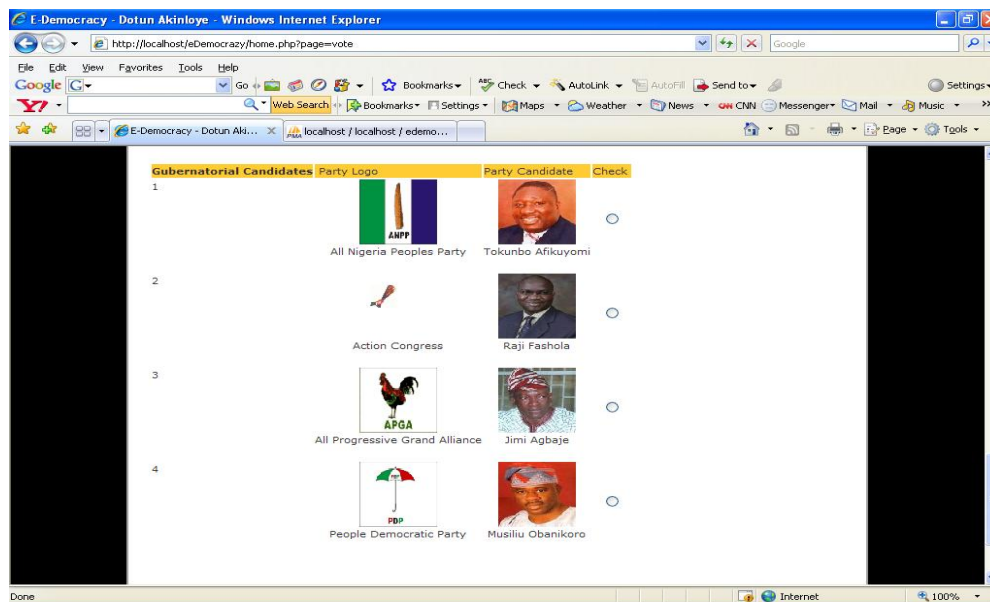 E-Democracy - Dotun Akinloye - Windows Internet Explorer
http://localhost/eDemocrazy/home.php?page=vote
Google
File Edit View Favorites Tools Help
Google G Go Bookmarks Check AutoLink AutoFill Send to Settings
Y! Web Search Bookmarks Settings Maps Weather News CNN CNN Messenger Mail Music
E-Democracy - Dotun Aki... localhost / localhost / edemo... Page Tools
Gubernatorial Candidates Party Logo Party Candidate Check
1
ANPP
All Nigeria Peoples Party Tokunbo Afikuyomi
2
Action Congress Raji Fashola
3
APGA
All Progressive Grand Alliance Jimi Agbaje
4
PDP
People Democratic Party Musiliu Obanikoro
Done Internet 100%